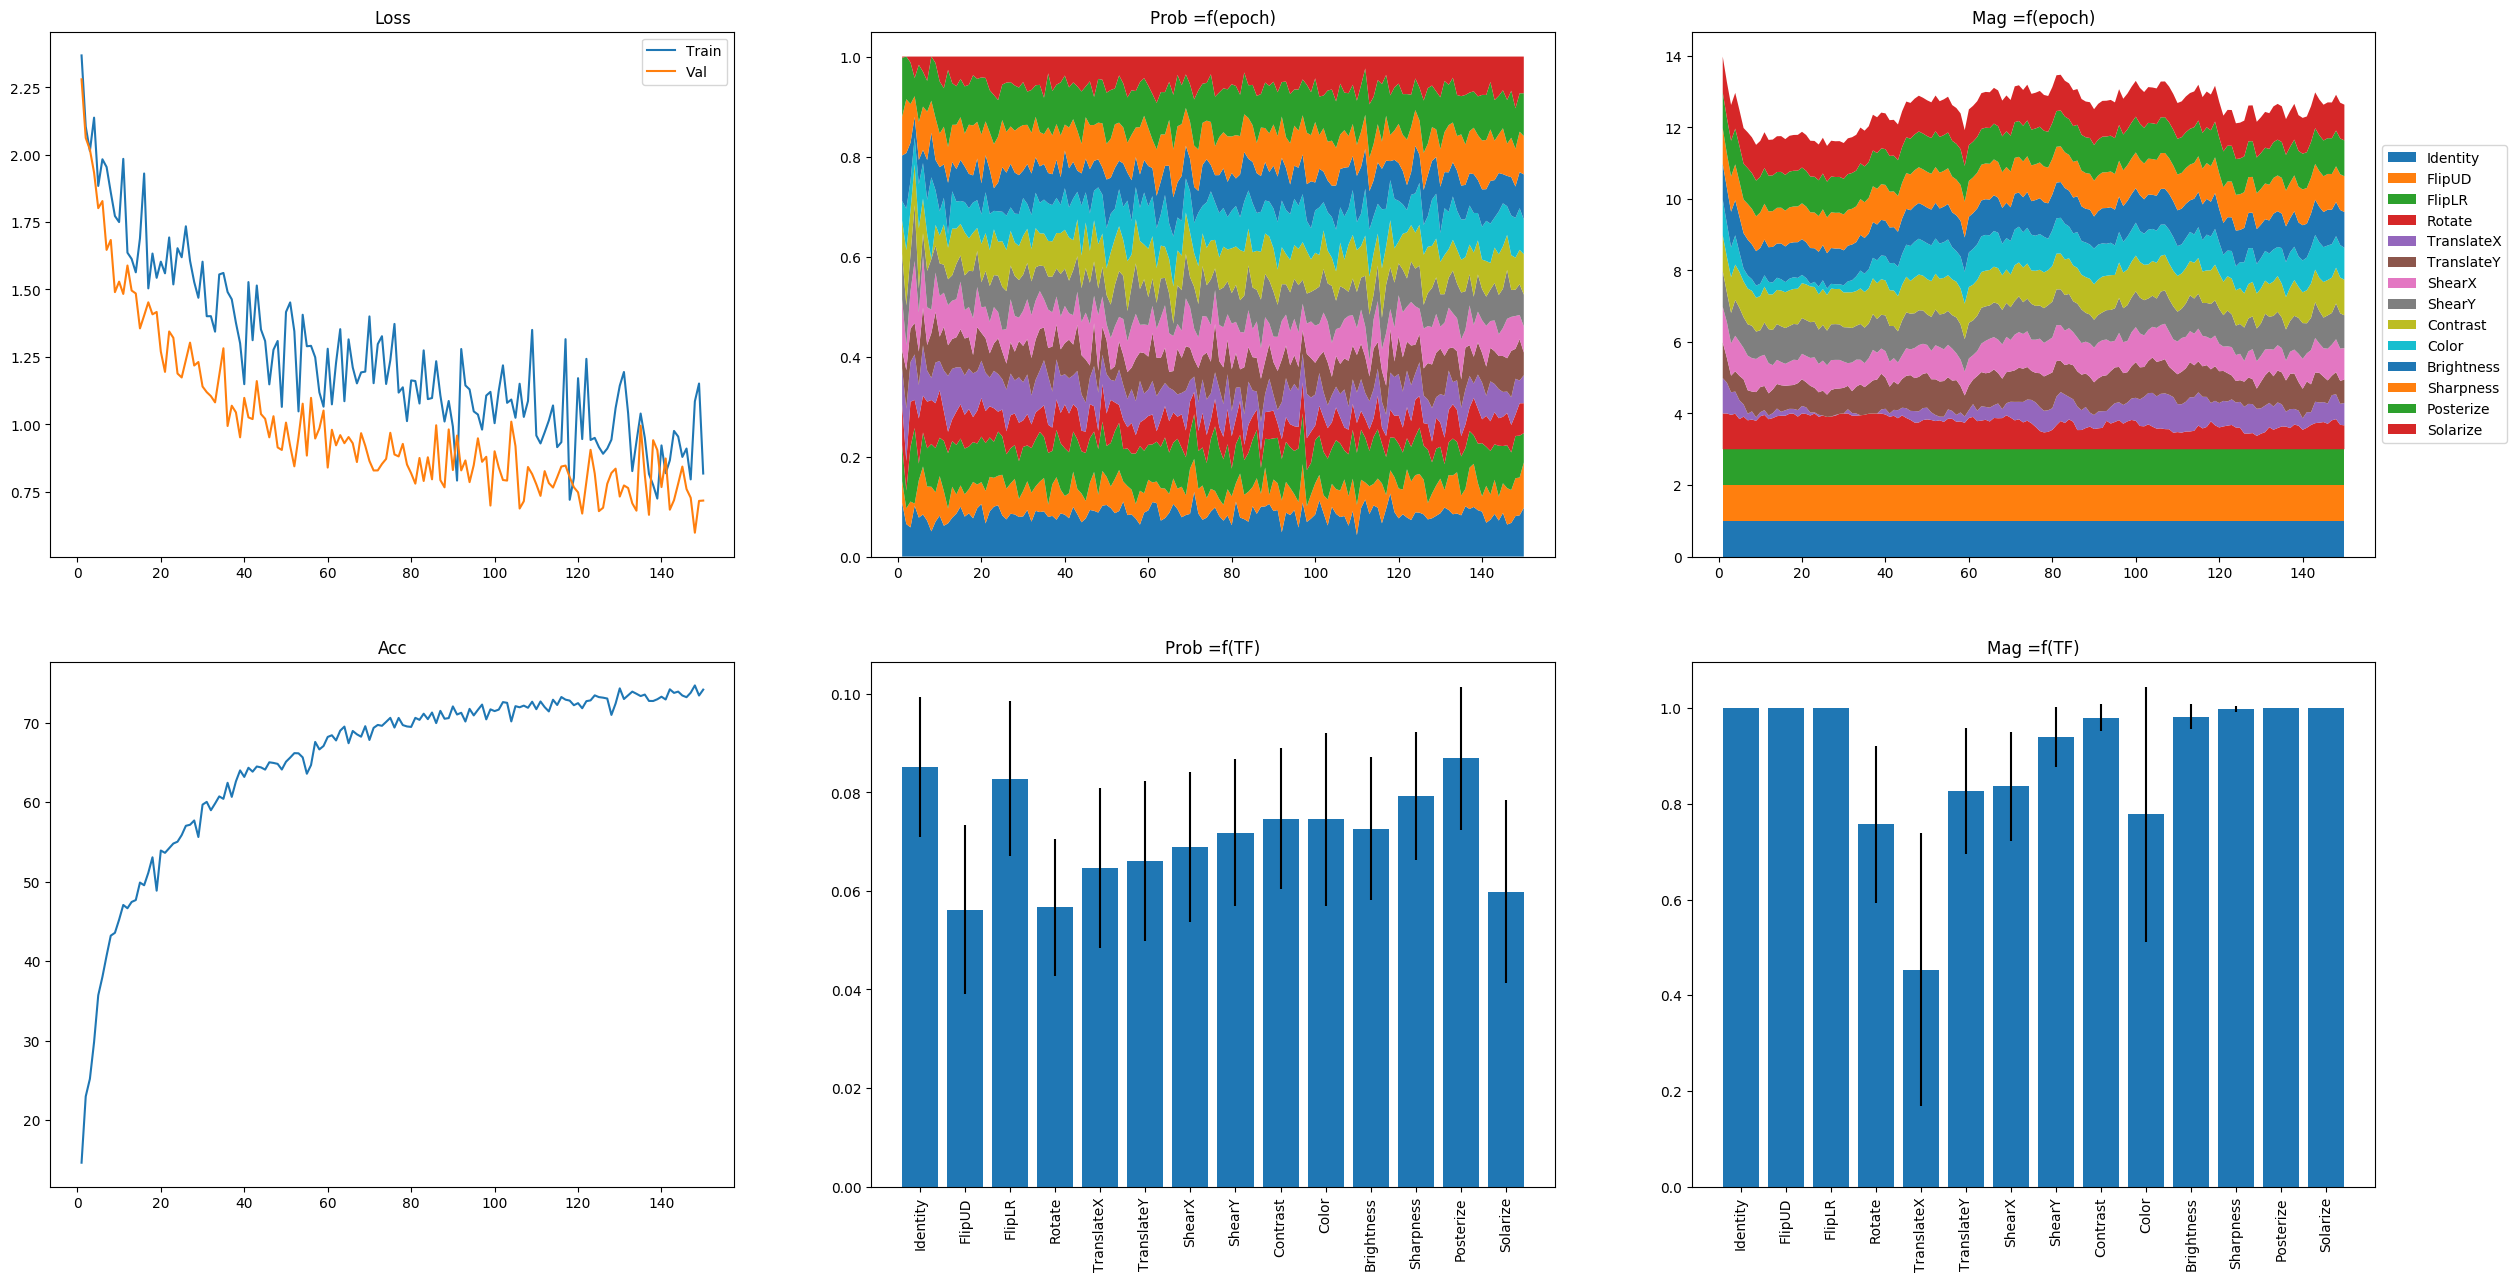 Loss
Train
Val
2.25
2.00
1.75
1.50
1.25
1.00
0.75
0 20 40 60 80 100 120 140
Prob =f(epoch)
1.0
0.8
0.6
0.4
0.2
0.0
0 20 40 60 80 100 120 140
Mag =f(epoch)
14
12
10
8
6
4
2
0
0 20 40 60 80 100 120 140
Identity
FlipUD
FlipLR
Rotate
TranslateX
TranslateY
ShearX
ShearY
Contrast
Color
Brightness
Sharpness
Posterize
Solarize
Acc
70
60
50
40
30
20
0 20 40 60 80 100 120 140
Prob =f(TF)
0.10
0.08
0.06
0.04
0.02
0.00
Identity
FlipUD
FlipLR
Rotate
TranslateX
TranslateY
ShearX
ShearY
Contrast
Color
Brightness
Sharpness
Posterize
Solarize
Mag =f(TF)
1.0
0.8
0.6
0.4
0.2
0.0
Identity
FlipUD
FlipLR
Rotate
TranslateX
TranslateY
ShearX
ShearY
Contrast
Color
Brightness
Sharpness
Posterize
Solarize